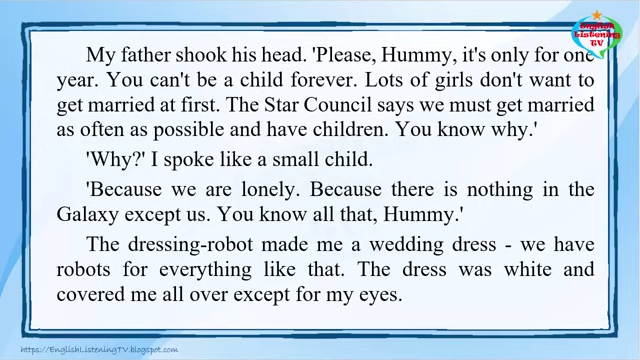 English
Listening
TV
My father shook his head. 'Please, Hummy, it's only for one
year. You can't be a child forever. Lots of girls don't want to
get married at first. The Star Council says we must get married
as often as possible and have children. You know why.'
'Why?' I spoke like a small child.
'Because we are lonely. Because there is nothing in the
Galaxy except us. You know all that, Hummy.'
The dressing-robot made me a wedding dress - we have
robots for everything like that. The dress was white and
covered me all over except for my eyes.
https://EnglishListeningTV.blogspot.com